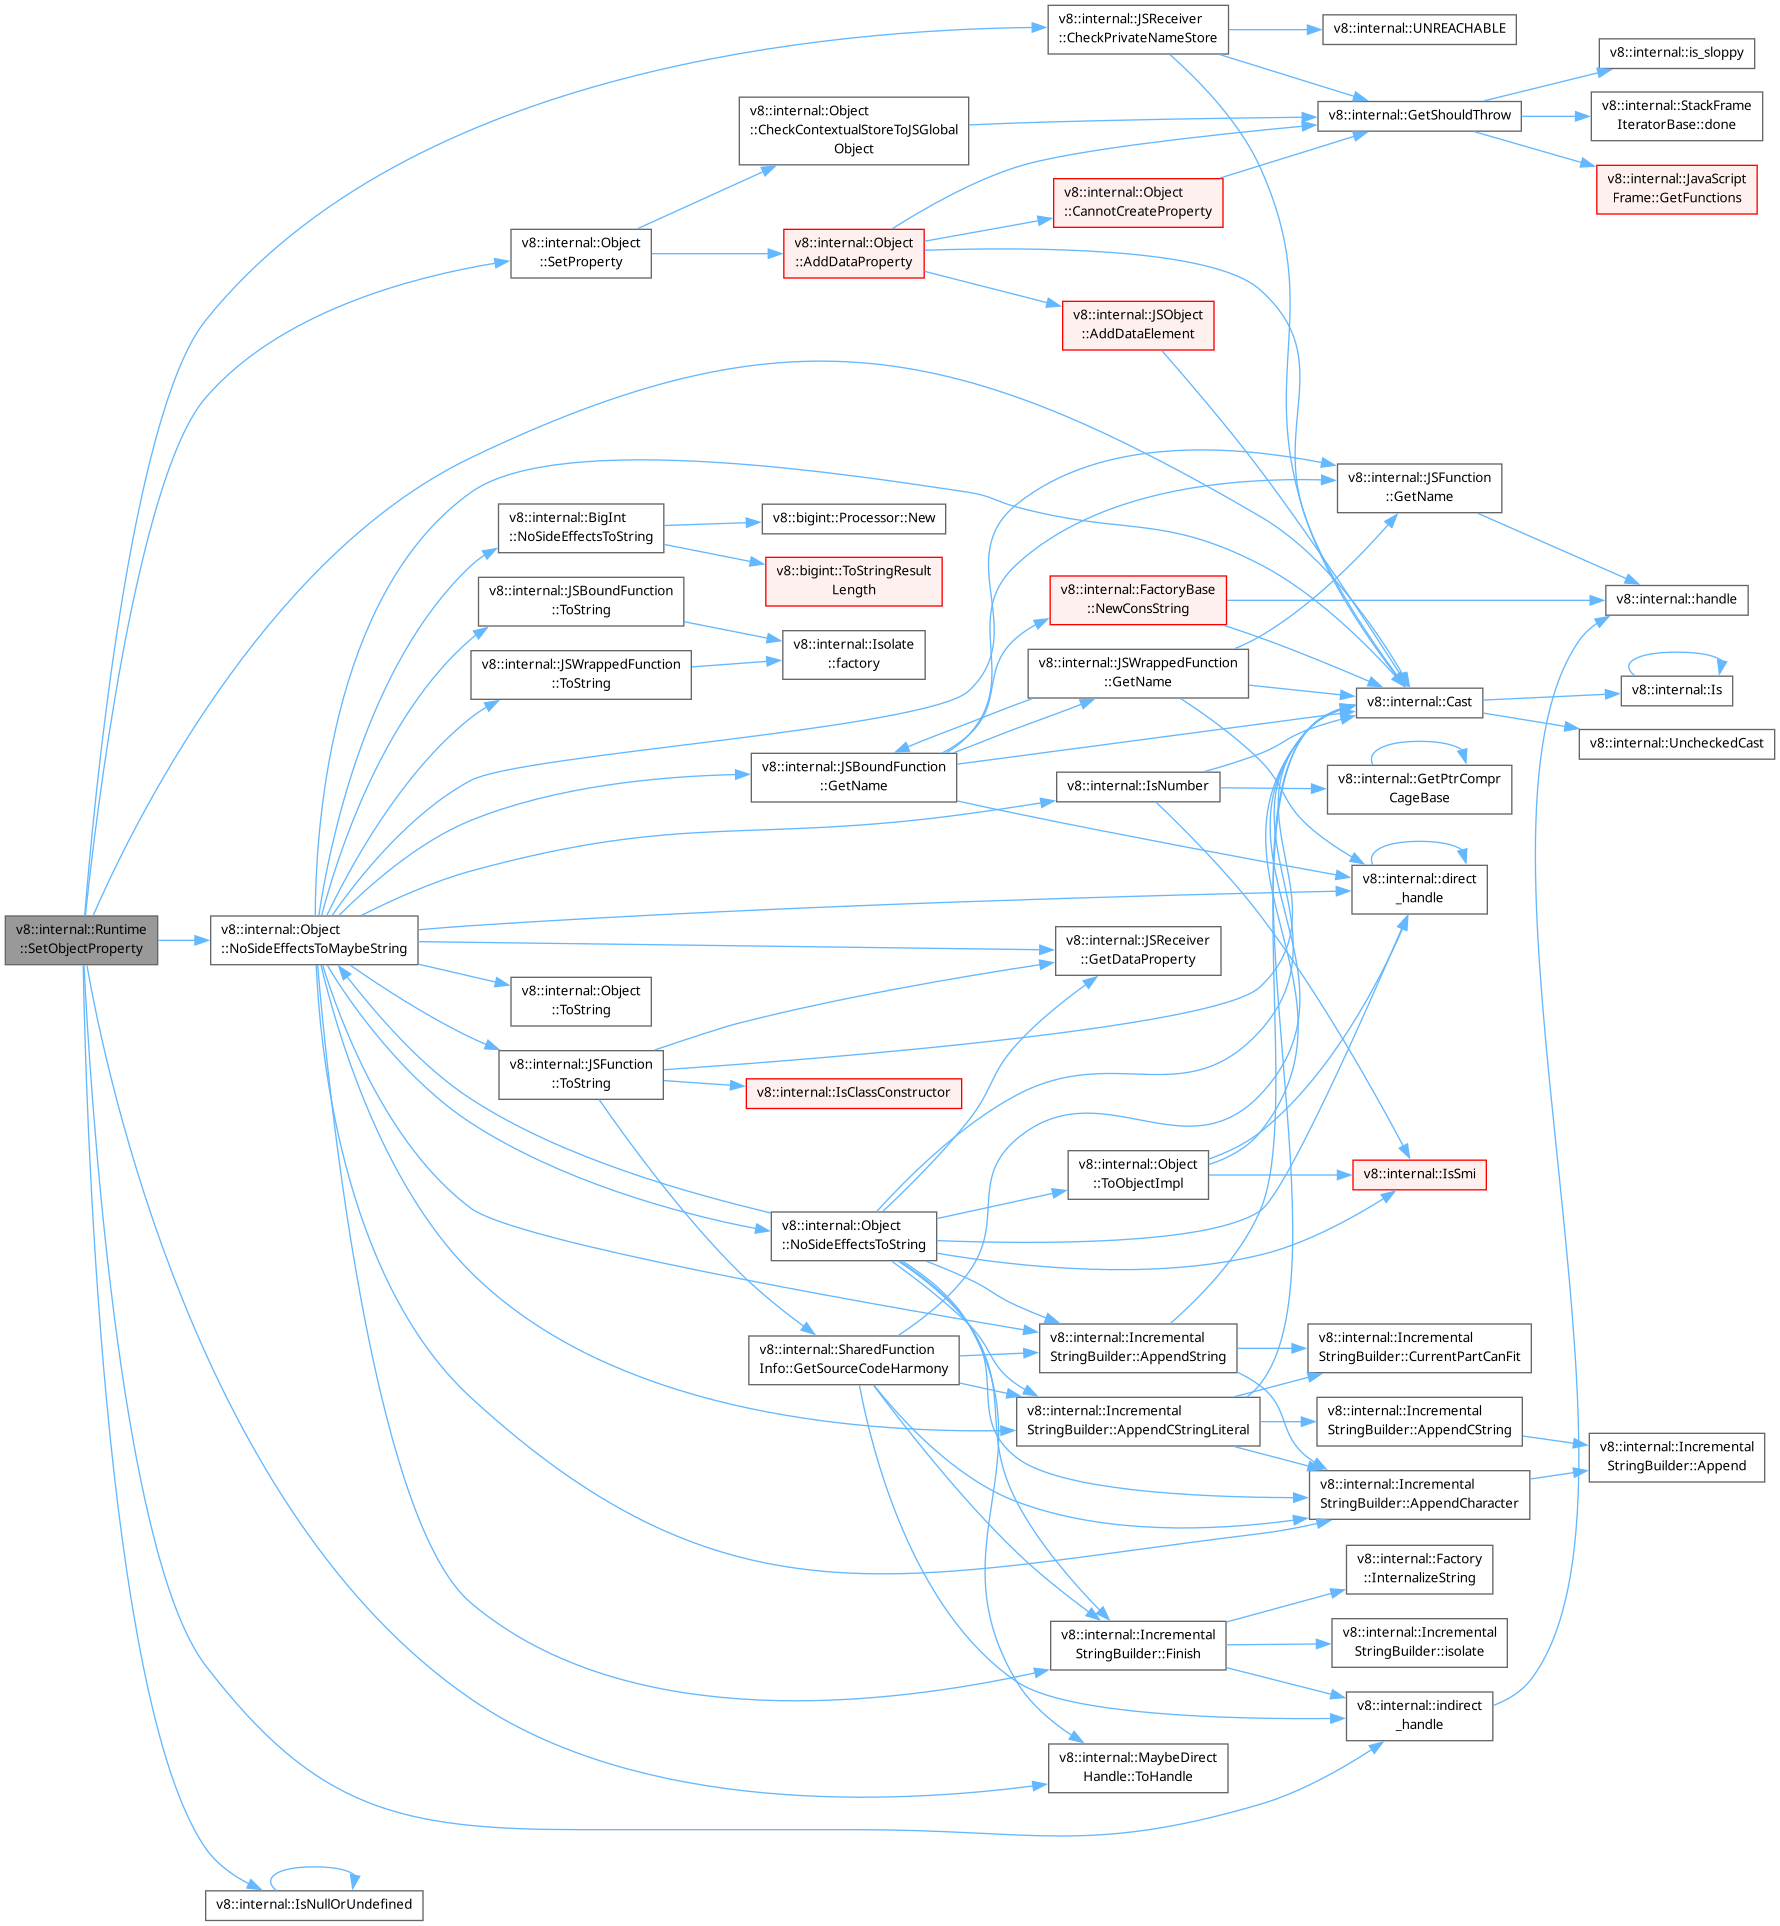 v8::internal::JSReceiver
::CheckPrivateNameStore
v8::internal::UNREACHABLE
v8::internal::is_sloppy
v8::internal::Object
::CheckContextualStoreToJSGlobal
Object
v8::internal::GetShouldThrow
v8::internal::StackFrame
IteratorBase::done
v8::internal::Object
::CannotCreateProperty
v8::internal::JavaScript
Frame::GetFunctions
v8::internal::Object
::SetProperty
v8::internal::Object
::AddDataProperty
v8::internal::JSObject
::AddDataElement
v8::internal::JSFunction
::GetName
v8::internal::BigInt
::NoSideEffectsToString
v8::bigint::Processor::New
v8::bigint::ToStringResult
Length
v8::internal::JSBoundFunction
::ToString
v8::internal::FactoryBase
::NewConsString
v8::internal::handle
v8::internal::Isolate
::factory
v8::internal::JSWrappedFunction
::ToString
v8::internal::JSWrappedFunction
::GetName
v8::internal::Cast
v8::internal::Is
v8::internal::UncheckedCast
v8::internal::JSBoundFunction
::GetName
v8::internal::IsNumber
v8::internal::GetPtrCompr
CageBase
v8::internal::direct
_handle
v8::internal::Runtime
::SetObjectProperty
v8::internal::Object
::NoSideEffectsToMaybeString
v8::internal::JSReceiver
::GetDataProperty
v8::internal::Object
::ToString
v8::internal::JSFunction
::ToString
v8::internal::IsClassConstructor
v8::internal::Object
::ToObjectImpl
v8::internal::IsSmi
v8::internal::Object
::NoSideEffectsToString
v8::internal::SharedFunction
Info::GetSourceCodeHarmony
v8::internal::Incremental
StringBuilder::AppendString
v8::internal::Incremental
StringBuilder::CurrentPartCanFit
v8::internal::Incremental
StringBuilder::AppendCStringLiteral
v8::internal::Incremental
StringBuilder::AppendCString
v8::internal::Incremental
StringBuilder::Append
v8::internal::Incremental
StringBuilder::AppendCharacter
v8::internal::Factory
::InternalizeString
v8::internal::Incremental
StringBuilder::Finish
v8::internal::Incremental
StringBuilder::isolate
v8::internal::indirect
_handle
v8::internal::MaybeDirect
Handle::ToHandle
v8::internal::IsNullOrUndefined